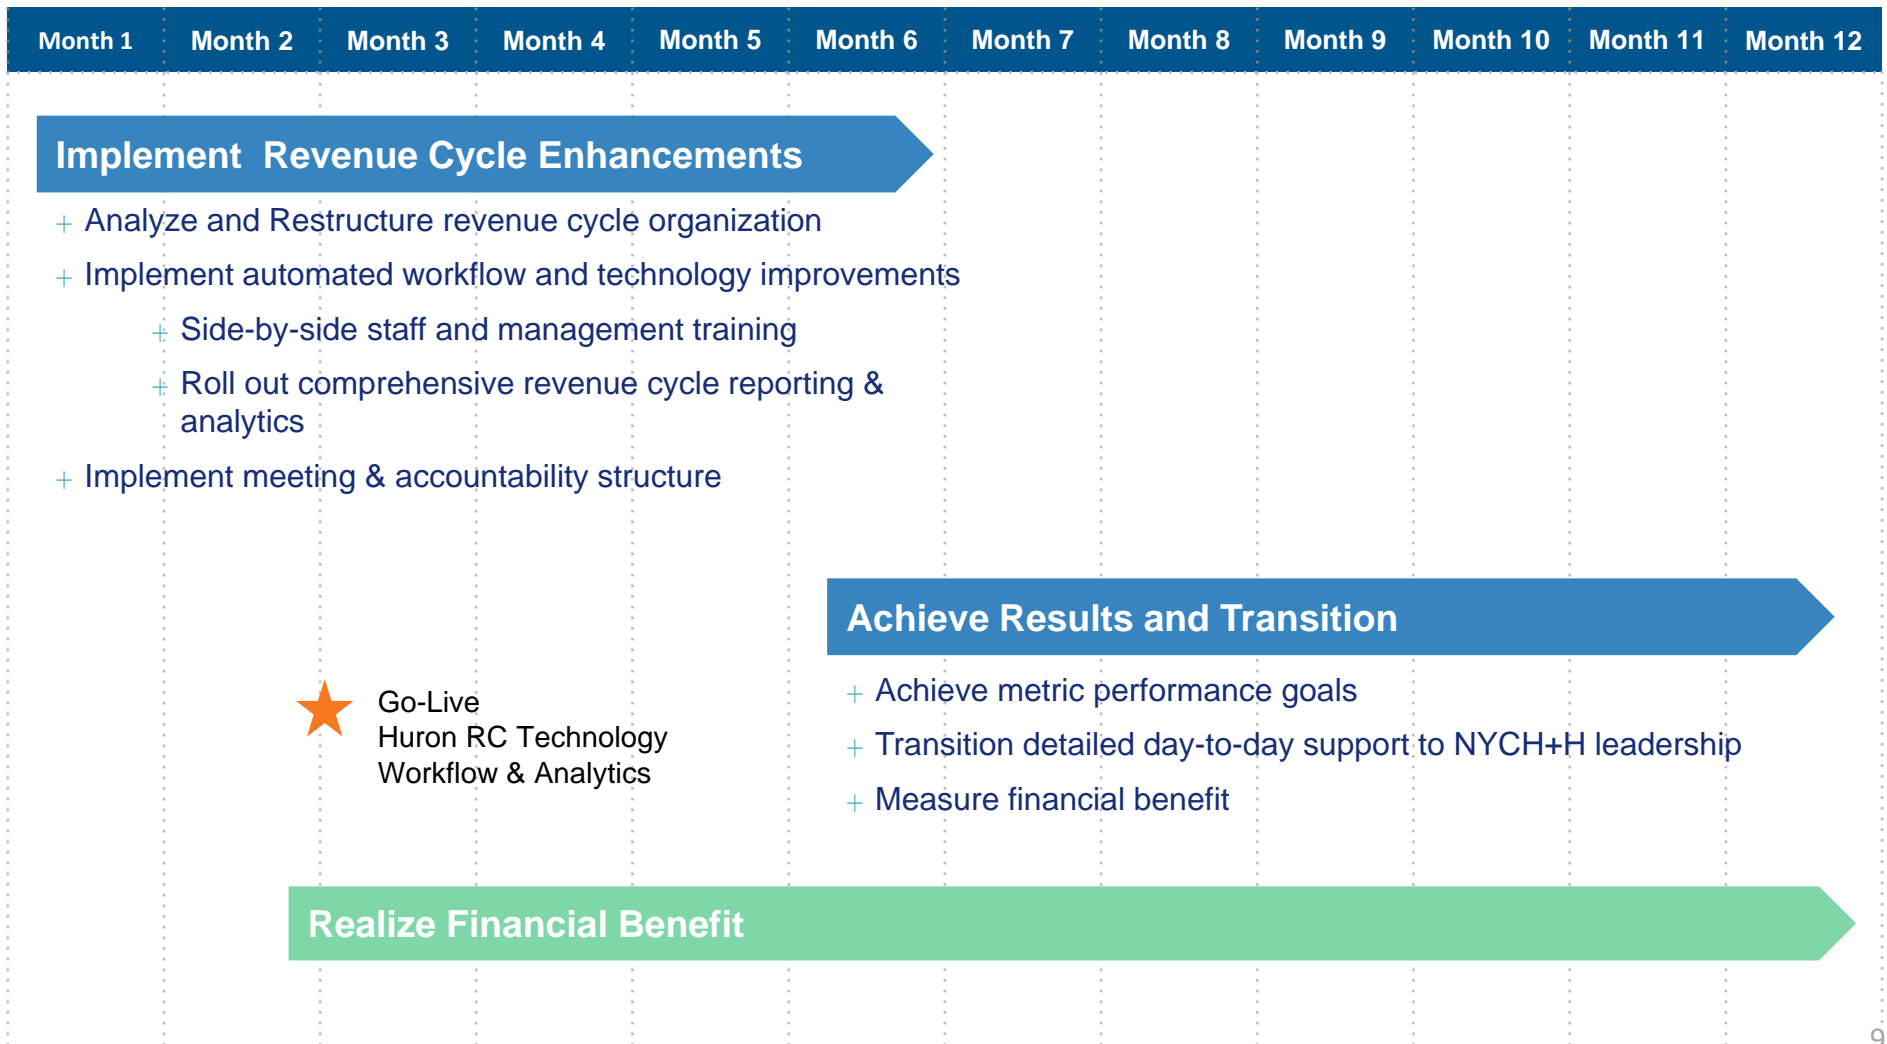 Month 1 Month 2 Month 3 Month 4 Month 5 Month 6 Month 7 Month 8 Month 9 Month 10 Month 11 Month 12
Implement  Revenue Cycle Enhancements
+ Analyze and Restructure revenue cycle organization
+ Implement automated workflow and technology improvements
+ Side-by-side staff and management training
+ Roll out comprehensive revenue cycle reporting &
analytics
+ Implement meeting & accountability structure
Achieve Results and Transition
+ Achieve metric performance goals
+ Transition detailed day-to-day support to NYCH+H leadership
+ Measure financial benefit
Go-Live
Huron RC Technology
Workflow & Analytics
Realize Financial Benefit
9